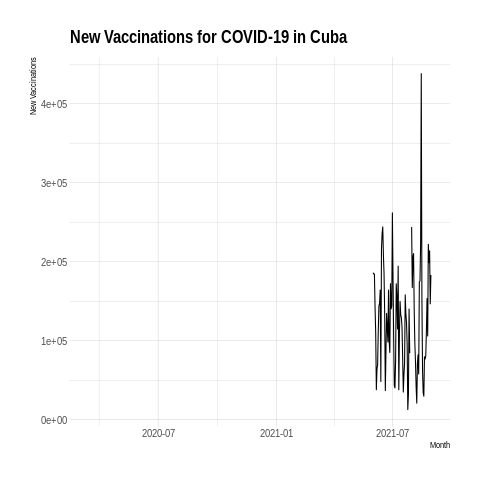 New Vaccinations for COVID-19 in Cuba
New Vaccinations
4e+05
3e+05
2e+05
1e+05
0e+00
2020-07
2021-01
2021-07
Month